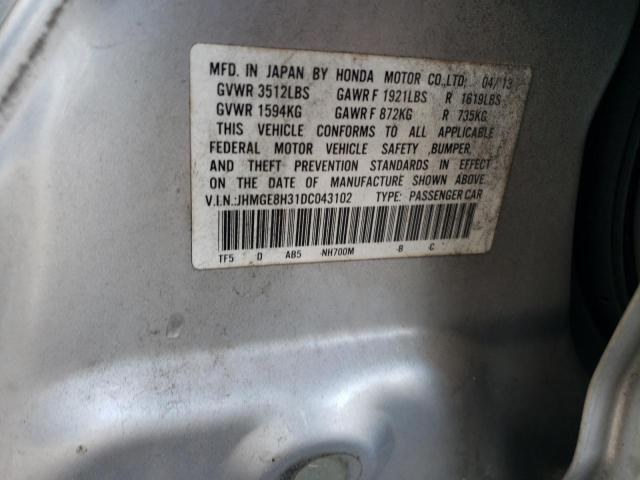 MFD. IN JAPAN BY HONDA MOTOR CO.,LTD. 04/13
GVWR 3512LBS GAWR F 1921LBS R 1619LBS
GVWR 1594KG GAWR F 872KG R 735KG
THIS VEHICLE CONFORMS TO ALL APPLICABLE
FEDERAL MOTOR VEHICLE SAFETY ,BUMPER,
AND THEFT PREVENTION STANDARDS IN EFFECT
ON THE DATE OF MANUFACTURE SHOWN ABOVE.
V.I.N.:JHMGE8H31DC043102 TYPE: PASSENGER CAR
TF5 D AB5 -NH700M -B -C